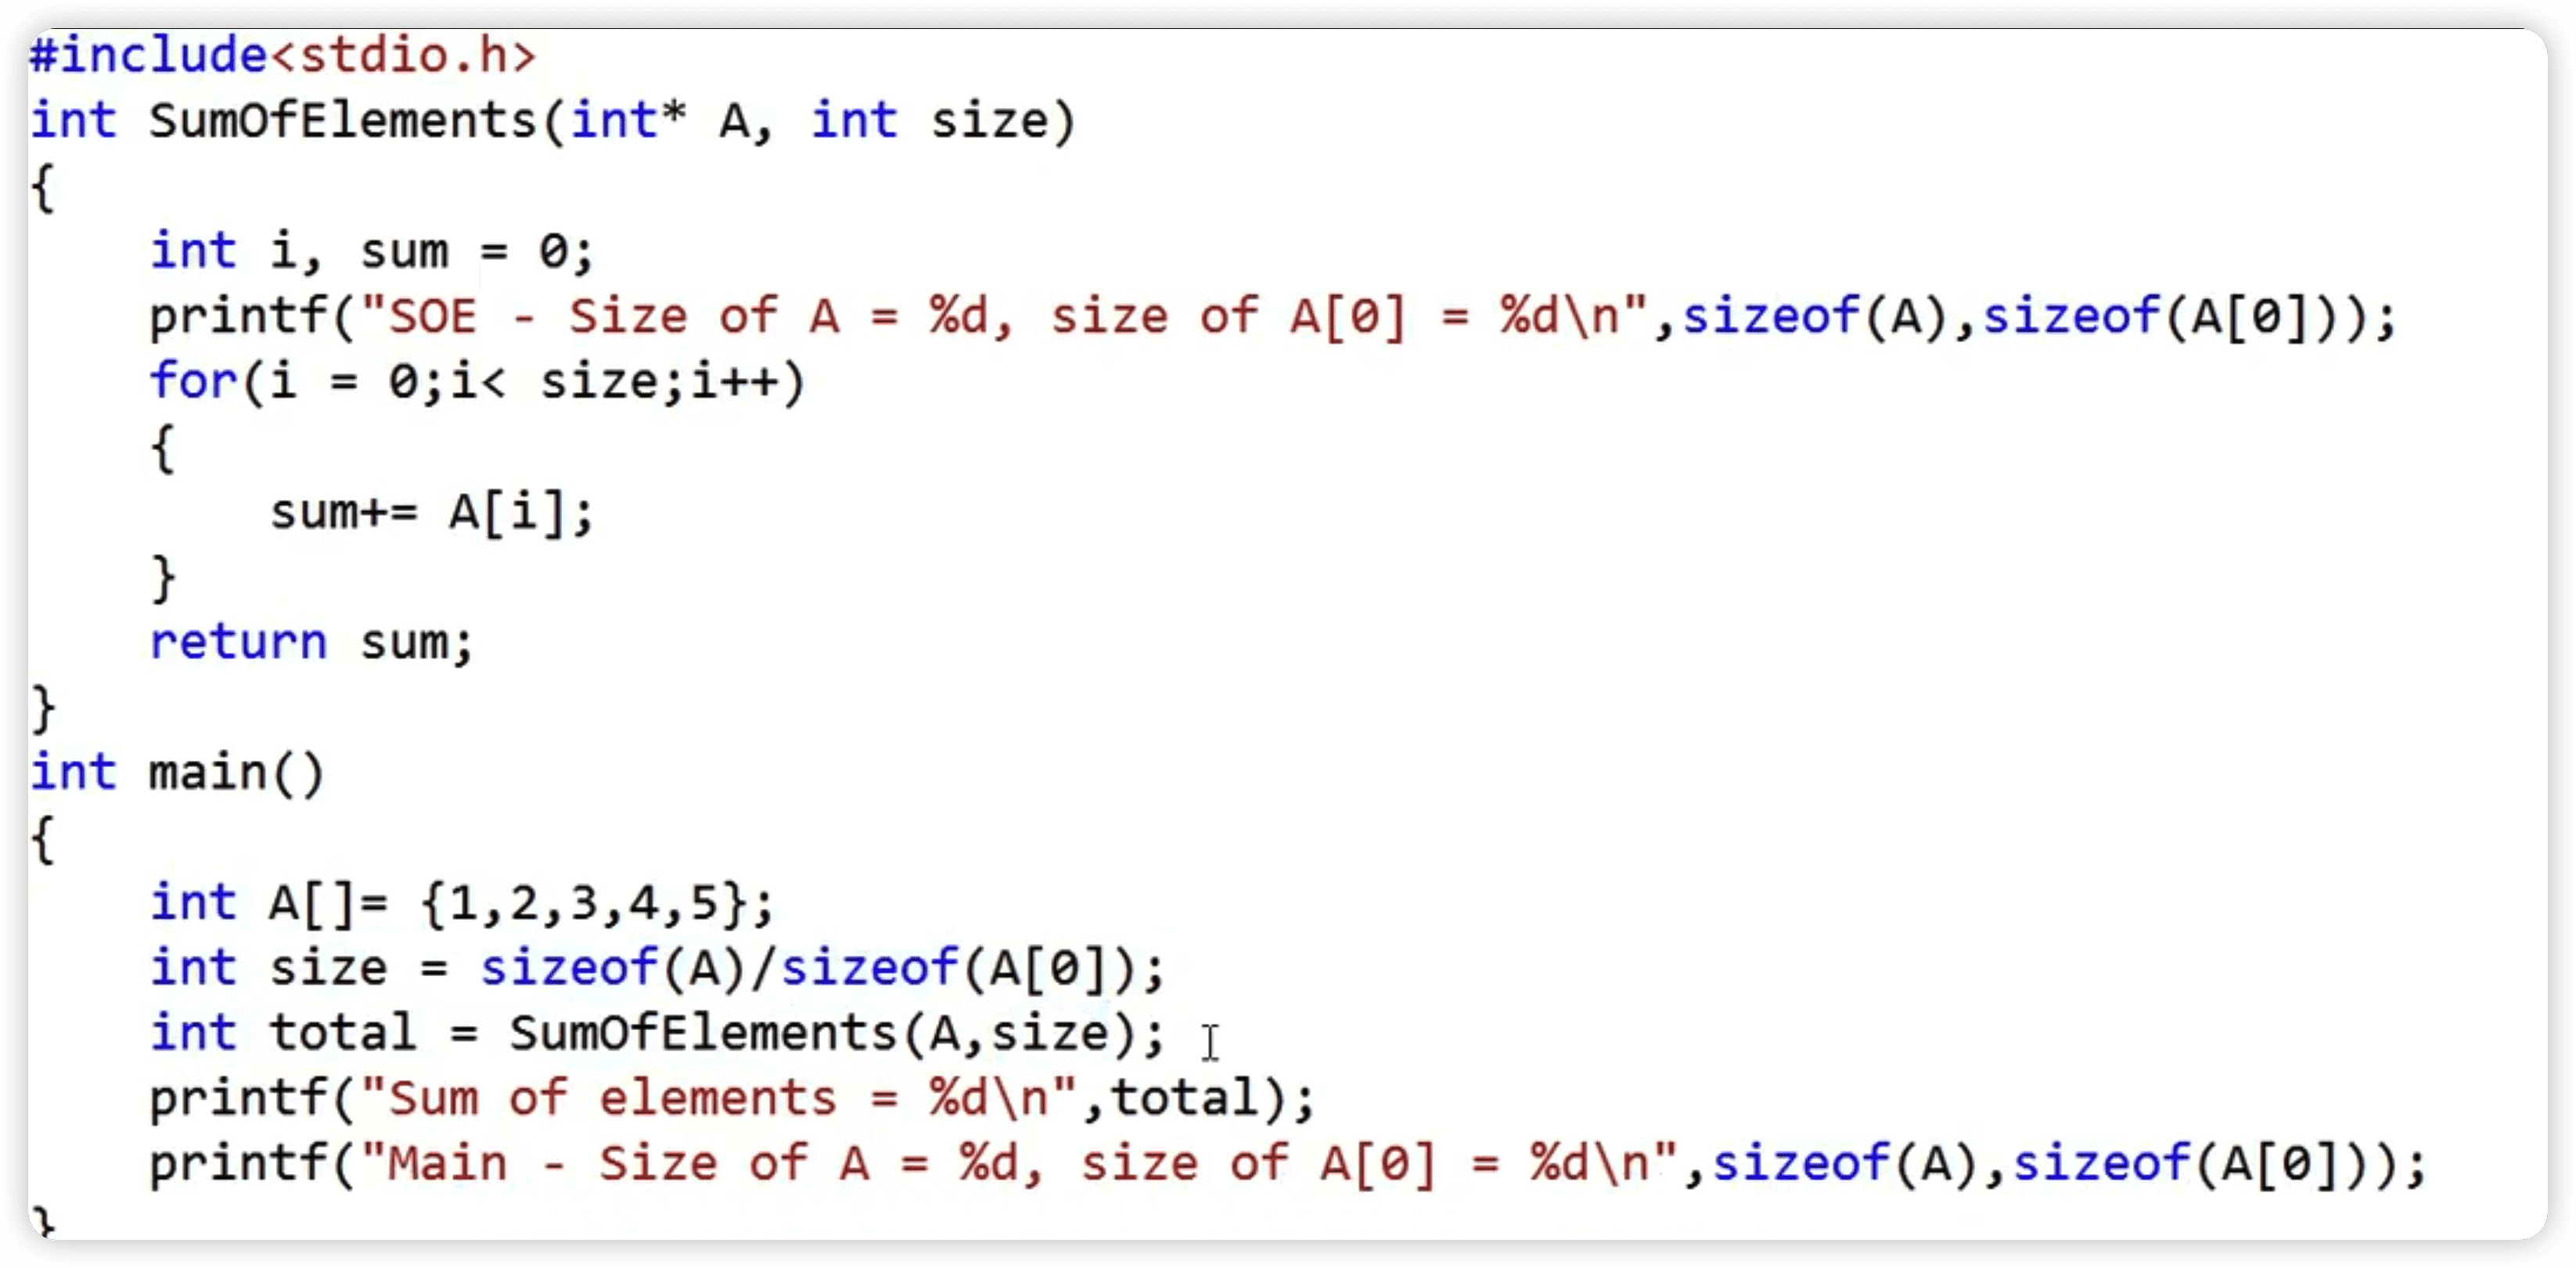 #include<stdio.h>
int SumOfElements(int* A, int size)
{
    int i, sum = 0;
    printf("SOE - Size of A = %d, size of A[0] = %d\n",sizeof(A),sizeof(A[0]));
    for(i = 0;i< size;i++)
    {
        sum+= A[i];
    }
    return sum;
}
int main()
{
    int A[]= {1,2,3,4,5};
    int size = sizeof(A)/sizeof(A[0]);
    int total = SumOfElements(A,size);
    printf("Sum of elements = %d\n",total);
    printf("Main - Size of A = %d, size of A[0] = %d\n",sizeof(A),sizeof(A[0]));
}